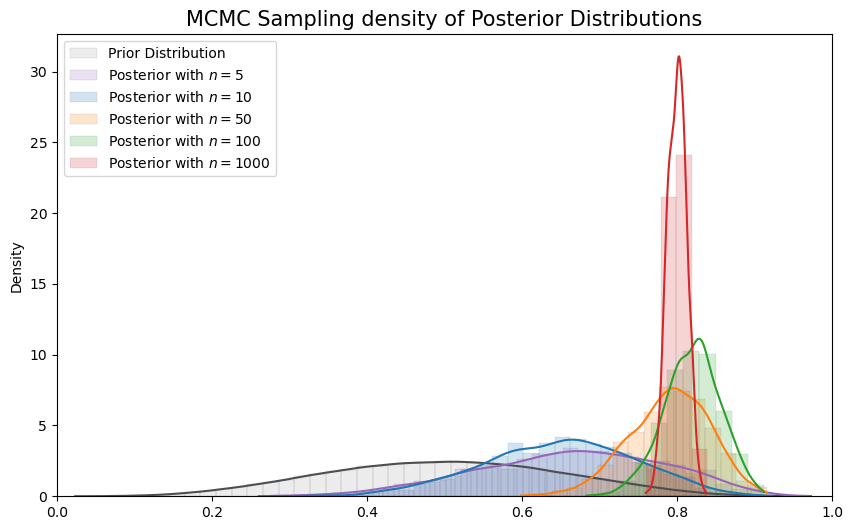 MCMC Sampling density of Posterior Distributions
Prior Distribution
Posterior with n = 5
Posterior with n = 10
Posterior with n = 50
Posterior with n = 100
Posterior with n = 1000
Density
30
25
20
15
10
5
0
0.0 0.2 0.4 0.6 0.8 1.0